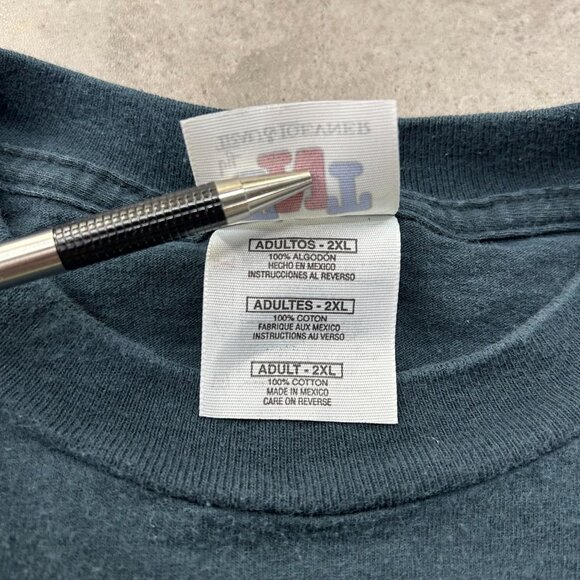 ADULTOS - 2XL
100% ALGODÓN
HECHO EN MEXICO
INSTRUCCIONES AL REVERSO
ADULTES - 2XL
100% COTON
FABRIQUE AUX MEXICO
INSTRUCTIONS AU VERSO
ADULT - 2XL
100% COTTON
MADE IN MEXICO
CARE ON REVERSE